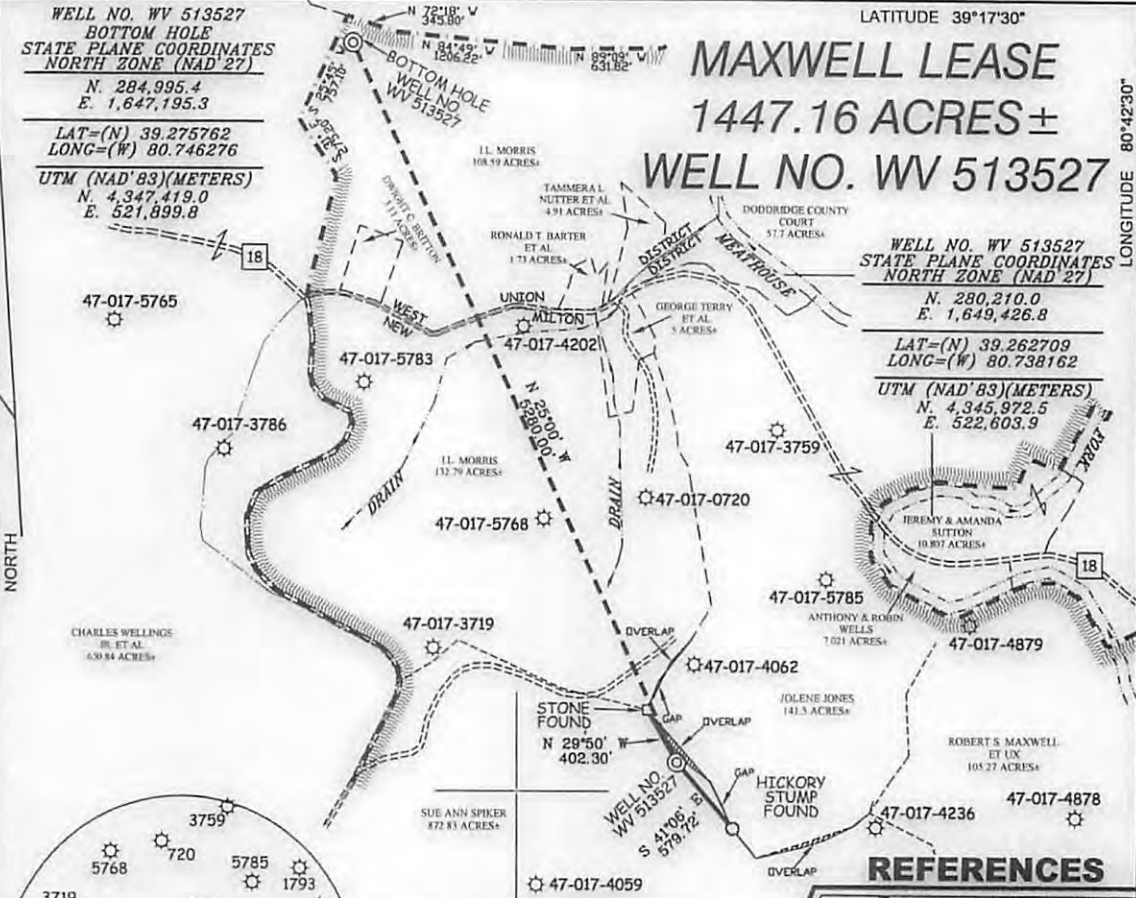 WELL NO. WV 513527
BOTTOM HOLE
STATE PLANE COORDINATES
NORTH ZONE (NAD'27)
N. 284,995.4
E. 1,647,195.3
LAT=(N) 39.275762
LONG=(W) 80.746276
UTM (NAD'83)(METERS)
N. 4,347,419.0
E. 521,899.8
N 72°18' W
345.80'
N 84°49' W
1206.22'
N 89°09' W
631.82'
BOTTOM HOLE
WELL NO.
WV 513527
LATITUDE 39°17'30"
MAXWELL LEASE
1447.16 ACRES±
WELL NO. WV 513527
LONGITUDE 80°42'30"
I.L. MORRIS
108.59 ACRES±
DWIGHT C. BRITTON
TAMMERA L.
NUTTER ET AL
4.91 ACRES±
RONALD T. BARTER
ET AL
1.73 ACRES±
DISTRICT
DISTRICT
DODDRIDGE COUNTY
COURT
57.7 ACRES±
MEATHOUSE
WELL NO. WV 513527
STATE PLANE COORDINATES
NORTH ZONE (NAD'27)
N. 280,210.0
E. 1,649,426.8
LAT=(N) 39.262709
LONG=(W) 80.738162
UTM (NAD'83)(METERS)
N. 4,345,972.5
E. 522,603.9
18
47-017-5765
WEST
NEW
UNION
MILTON
GEORGE TERRY
ET AL
5 ACRES±
47-017-4202
47-017-5783
47-017-3786
N 25°00' W
5280.00'
47-017-3759
FORK
I.L. MORRIS
132.79 ACRES±
DRAIN
DRAIN
47-017-0720
47-017-5768
JEREMY & AMANDA
SUTTON
10.807 ACRES±
NORTH
18
47-017-5785
ANTHONY & ROBIN
WELLS
7.021 ACRES±
47-017-4879
CHARLES WELLINGS
JR. ET AL
630.84 ACRES±
47-017-3719
OVERLAP
47-017-4062
JOLENE JONES
141.5 ACRES±
STONE
FOUND
GAP
OVERLAP
N 29°50' W
402.30'
GAP
HICKORY
STUMP
FOUND
WELL NO.
WV 513527
S 41°06' E
579.72'
ROBERT S. MAXWELL
ET UX
105.27 ACRES±
47-017-4878
47-017-4236
SUE ANN SPIKER
872.83 ACRES±
OVERLAP
REFERENCES
47-017-4059
3759
720
5768
5785
1793
3719